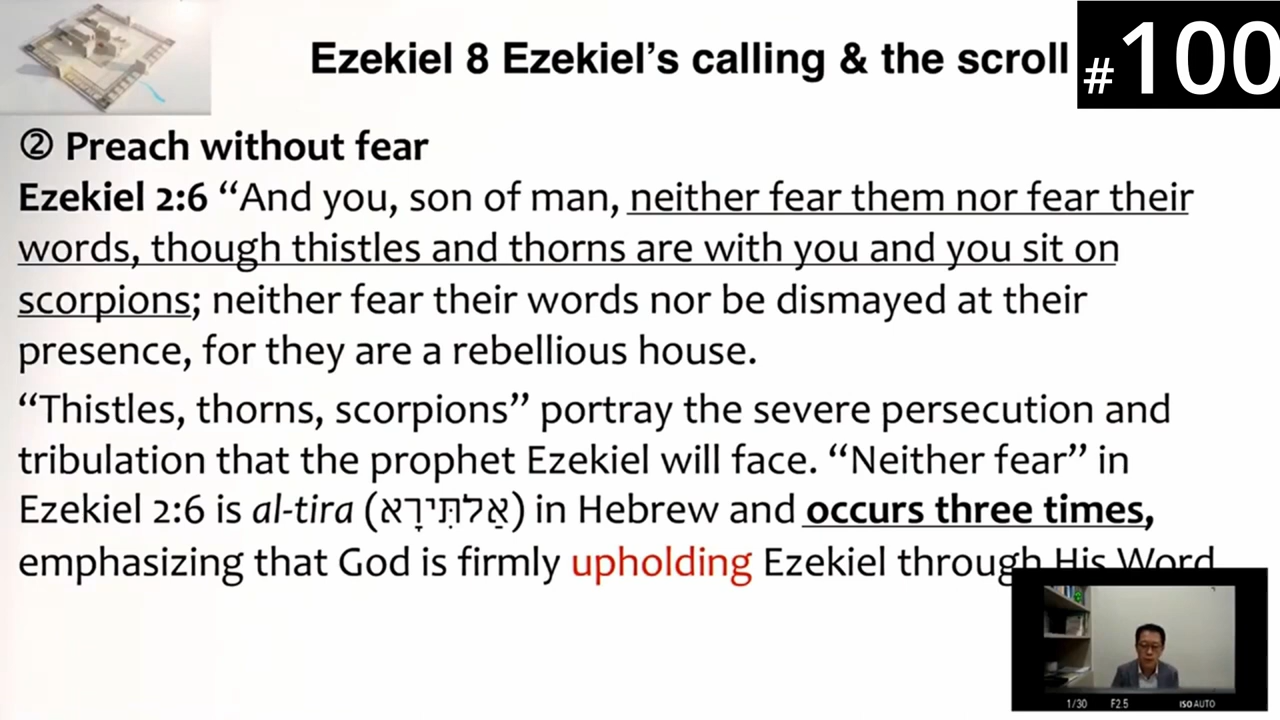 Ezekiel 8 Ezekiel’s calling & the scroll
#100
② Preach without fear
Ezekiel 2:6 “And you, son of man, neither fear them nor fear their
words, though thistles and thorns are with you and you sit on
scorpions; neither fear their words nor be dismayed at their
presence, for they are a rebellious house.
“Thistles, thorns, scorpions” portray the severe persecution and
tribulation that the prophet Ezekiel will face. “Neither fear” in
Ezekiel 2:6 is al-tira (אַלתִּירָא) in Hebrew and occurs three times,
emphasizing that God is firmly upholding Ezekiel through His Word
1/30 F2.5 ISO AUTO